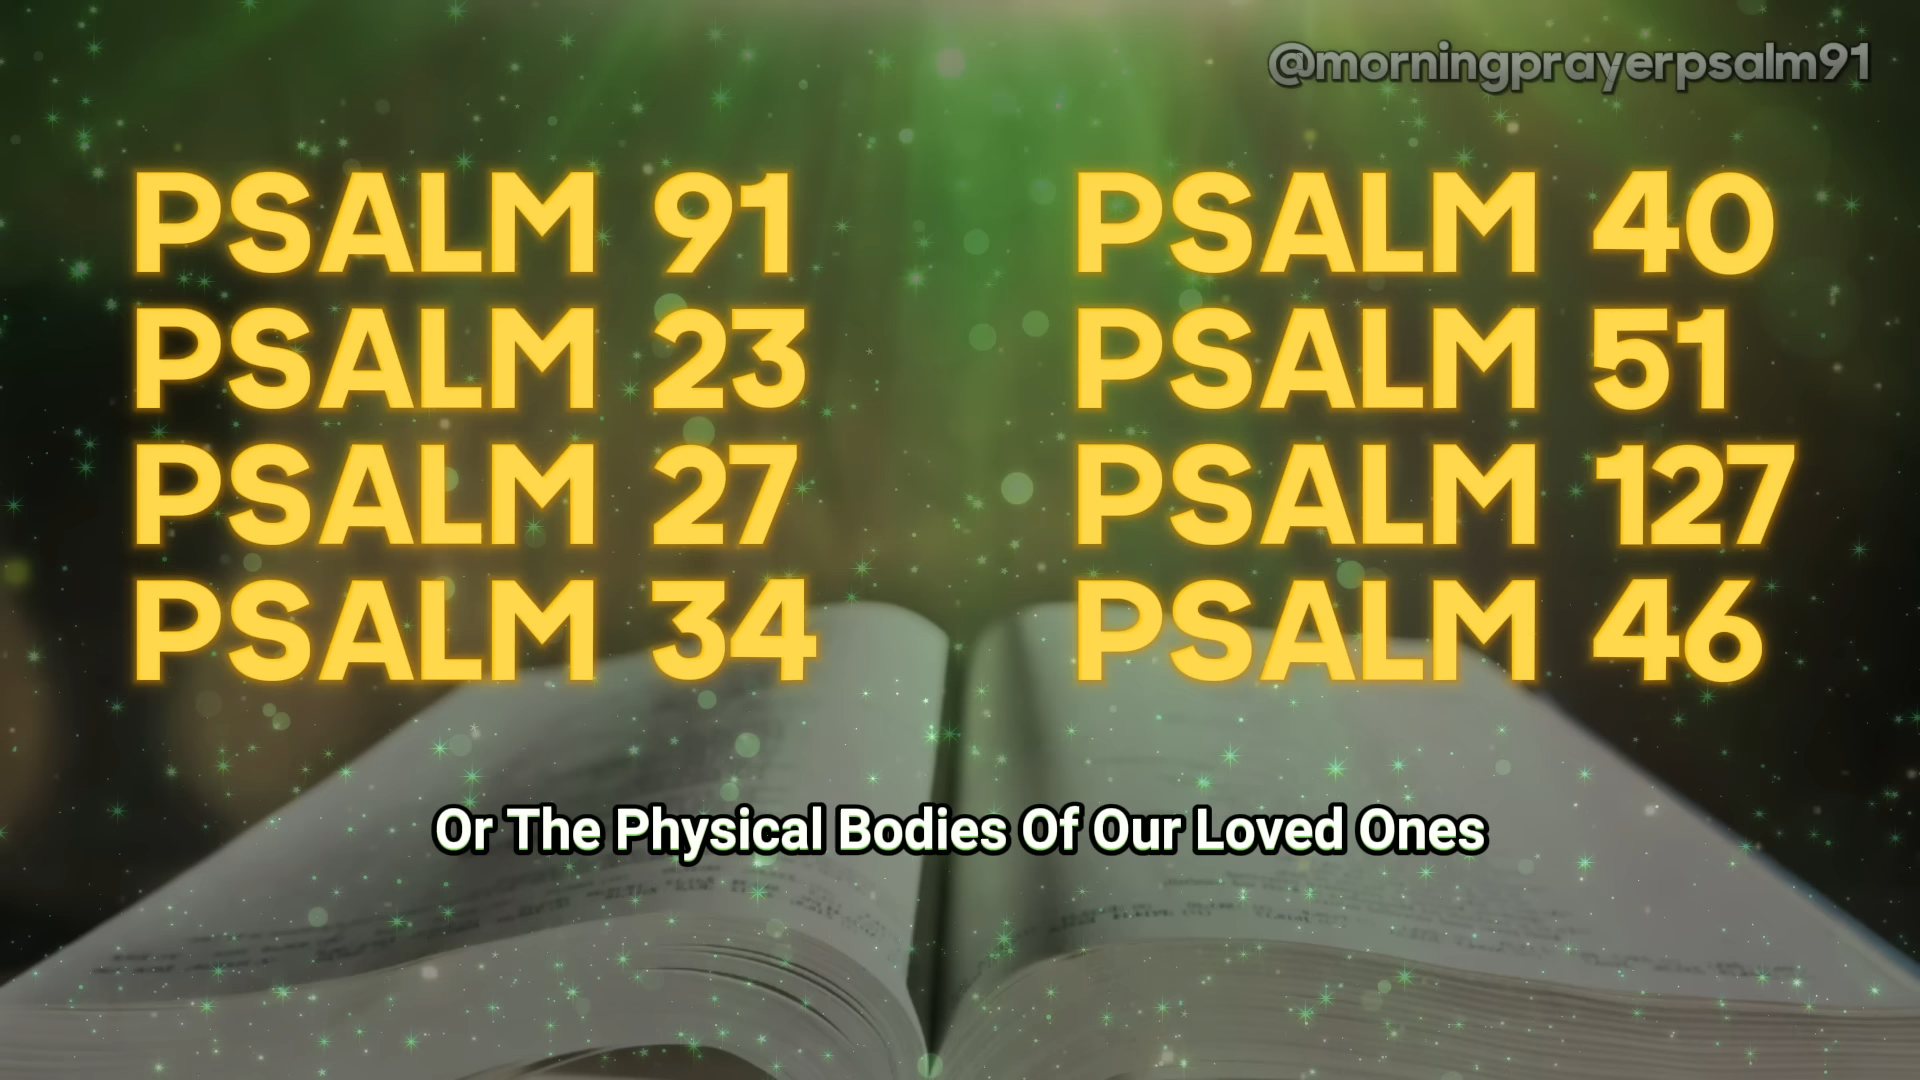 @morningprayerpsalm91
PSALM 91
PSALM 23
PSALM 27
PSALM 34
PSALM 40
PSALM 51
PSALM 127
PSALM 46
Or The Physical Bodies Of Our Loved Ones